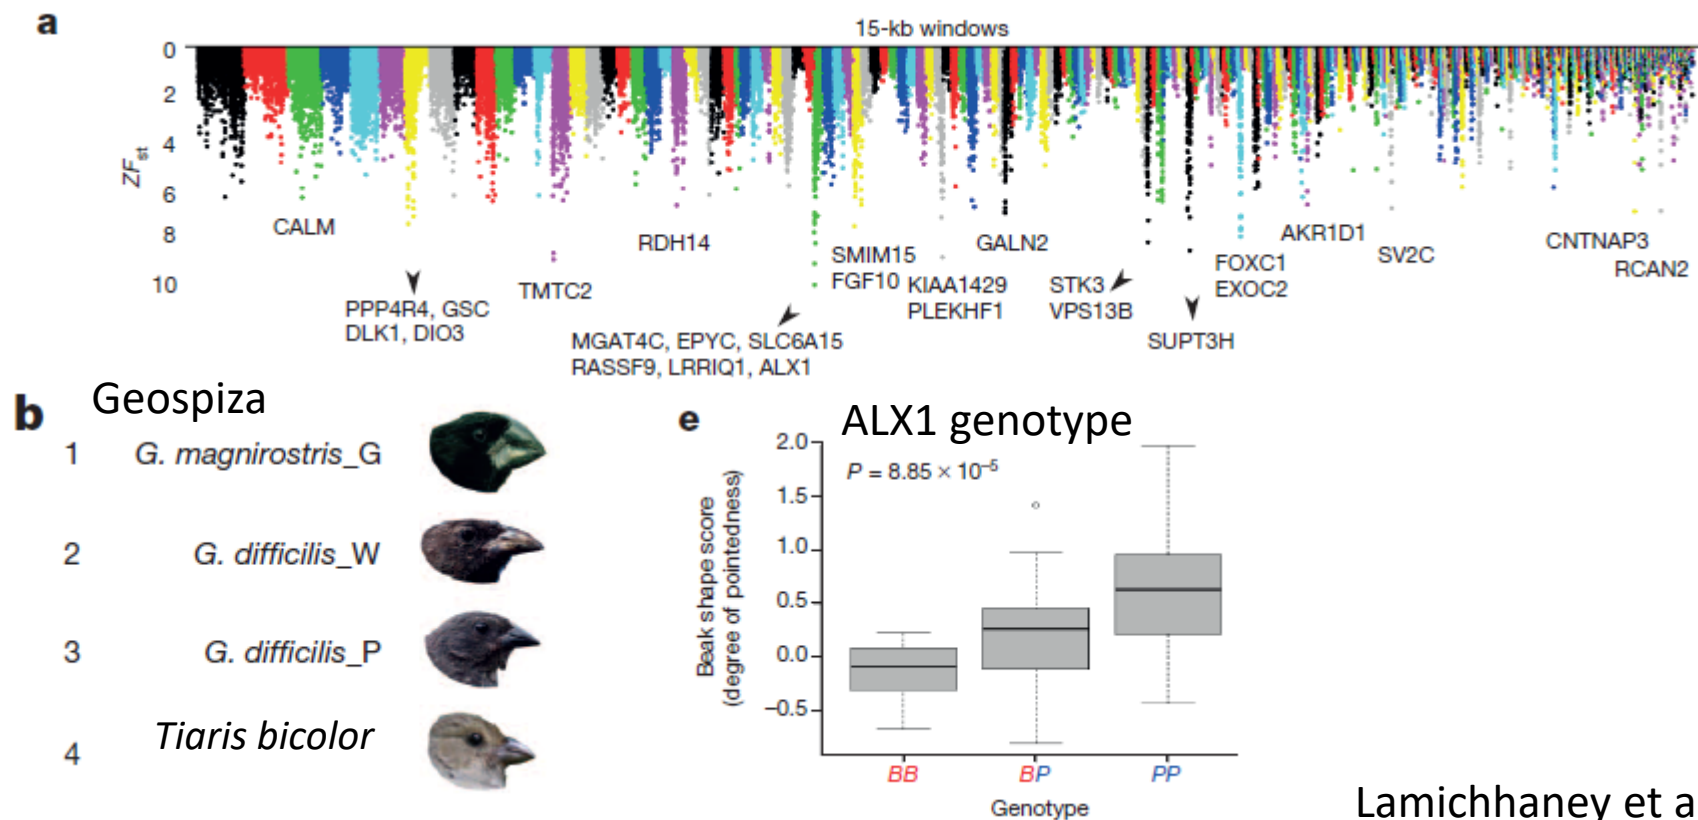 a
15-kb windows
0
2
4
6
8
10
ZFst
CALM
PPP4R4, GSC
DLK1, DIO3
TMTC2
RDH14
MGAT4C, EPYC, SLC6A15
RASSF9, LRRIQ1, ALX1
SMIM15
FGF10
KIAA1429
PLEKHF1
GALN2
STK3
VPS13B
SUPT3H
FOXC1
EXOC2
AKR1D1
SV2C
CNTNAP3
RCAN2
b Geospiza
1 G. magnirostris_G
2 G. difficilis_W
3 G. difficilis_P
4 Tiaris bicolor
e ALX1 genotype
P = 8.85 × 10–5
Beak shape score
(degree of pointedness)
2.0
1.5
1.0
0.5
0.0
–0.5
BB BP PP
Genotype
Lamichhaney et a